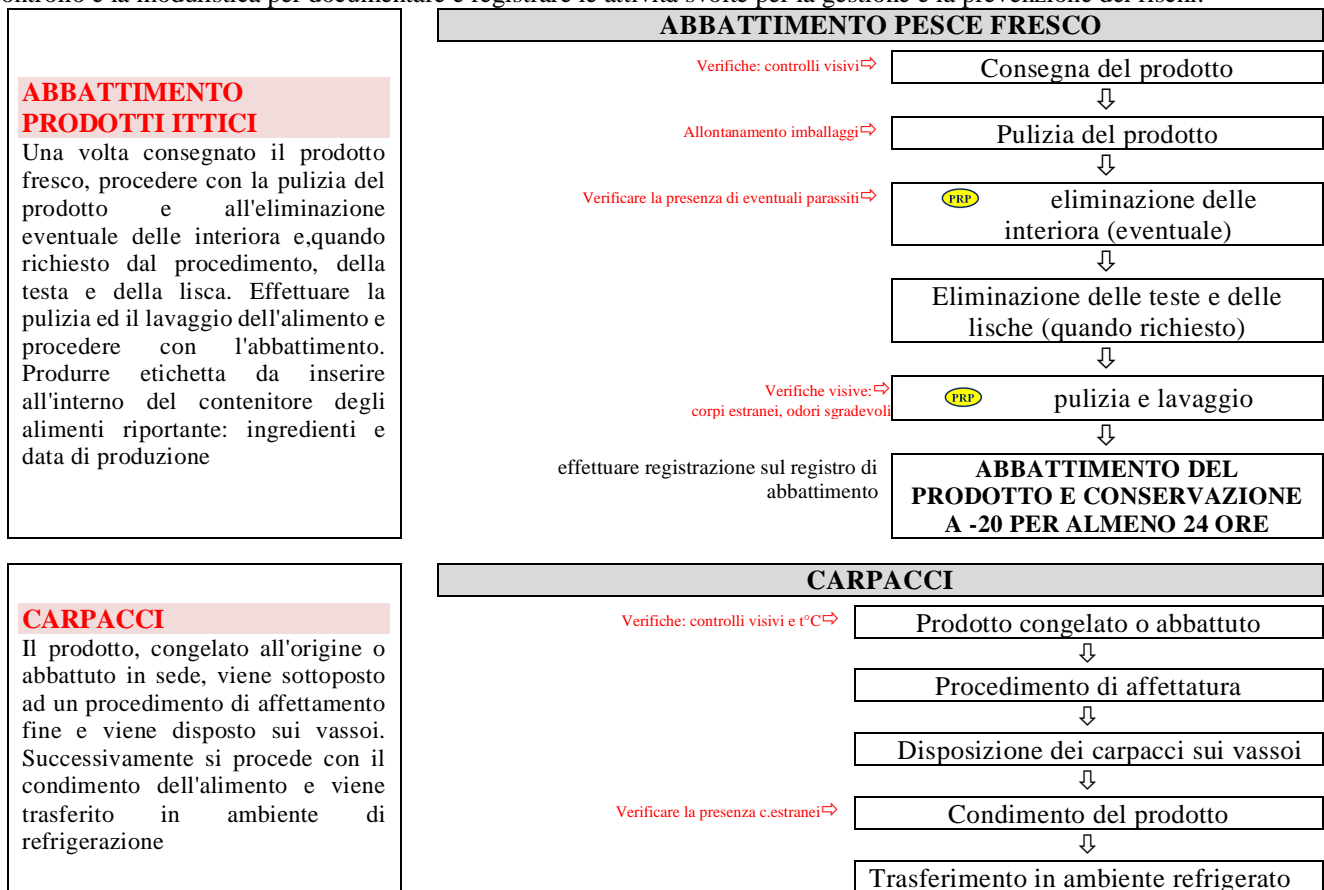 ontrollo e la modulistica per documentare e registrare le attività svolte per la gestione e la prevenzione dei rischi.
ABBATTIMENTO
PRODOTTI ITTICI
Una volta consegnato il prodotto
fresco, procedere con la pulizia del
prodotto e all'eliminazione
eventuale delle interiora e,quando
richiesto dal procedimento, della
testa e della lisca. Effettuare la
pulizia ed il lavaggio dell'alimento e
procedere con l'abbattimento.
Produrre etichetta da inserire
all'interno del contenitore degli
alimenti riportante: ingredienti e
data di produzione
ABBATTIMENTO PESCE FRESCO
Verifiche: controlli visivi⇨
Consegna del prodotto
⇩
Allontanamento imballaggi⇨
Pulizia del prodotto
⇩
Verificare la presenza di eventuali parassiti⇨
PRP eliminazione delle
interiora (eventuale)
⇩
Eliminazione delle teste e delle
lische (quando richiesto)
⇩
Verifiche visive:⇨
corpi estranei, odori sgradevoli
PRP pulizia e lavaggio
⇩
effettuare registrazione sul registro di
abbattimento
ABBATTIMENTO DEL
PRODOTTO E CONSERVAZIONE
A -20 PER ALMENO 24 ORE
CARPACCI
Il prodotto, congelato all'origine o
abbattuto in sede, viene sottoposto
ad un procedimento di affettamento
fine e viene disposto sui vassoi.
Successivamente si procede con il
condimento dell'alimento e viene
trasferito in ambiente di
refrigerazione
CARPACCI
Verifiche: controlli visivi e t°C⇨
Prodotto congelato o abbattuto
⇩
Procedimento di affettatura
⇩
Disposizione dei carpacci sui vassoi
⇩
Verificare la presenza c.estranei⇨
Condimento del prodotto
⇩
Trasferimento in ambiente refrigerato